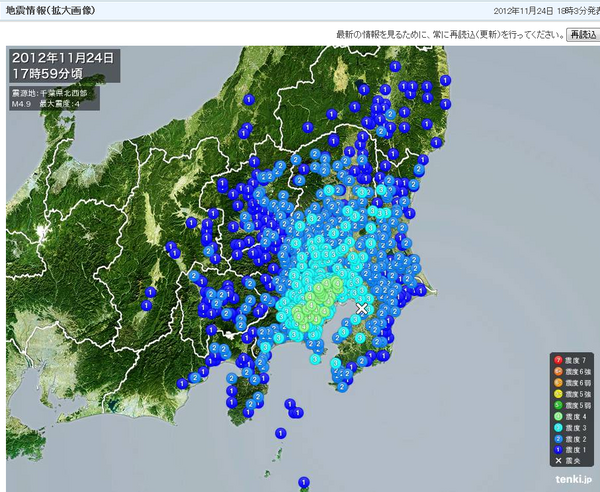 地震情報(拡大画像)
2012年11月24日 18時3分発表
最新の情報を見るために、常に再読込(更新)を行ってください。 再読込
2012年11月24日
17時59分頃
震源地:千葉県北西部
M4.9 最大震度:4
7 震度7
6+ 震度6強
6- 震度6弱
5+ 震度5強
5- 震度5弱
4 震度4
3 震度3
2 震度2
1 震度1
× 震央
tenki.jp